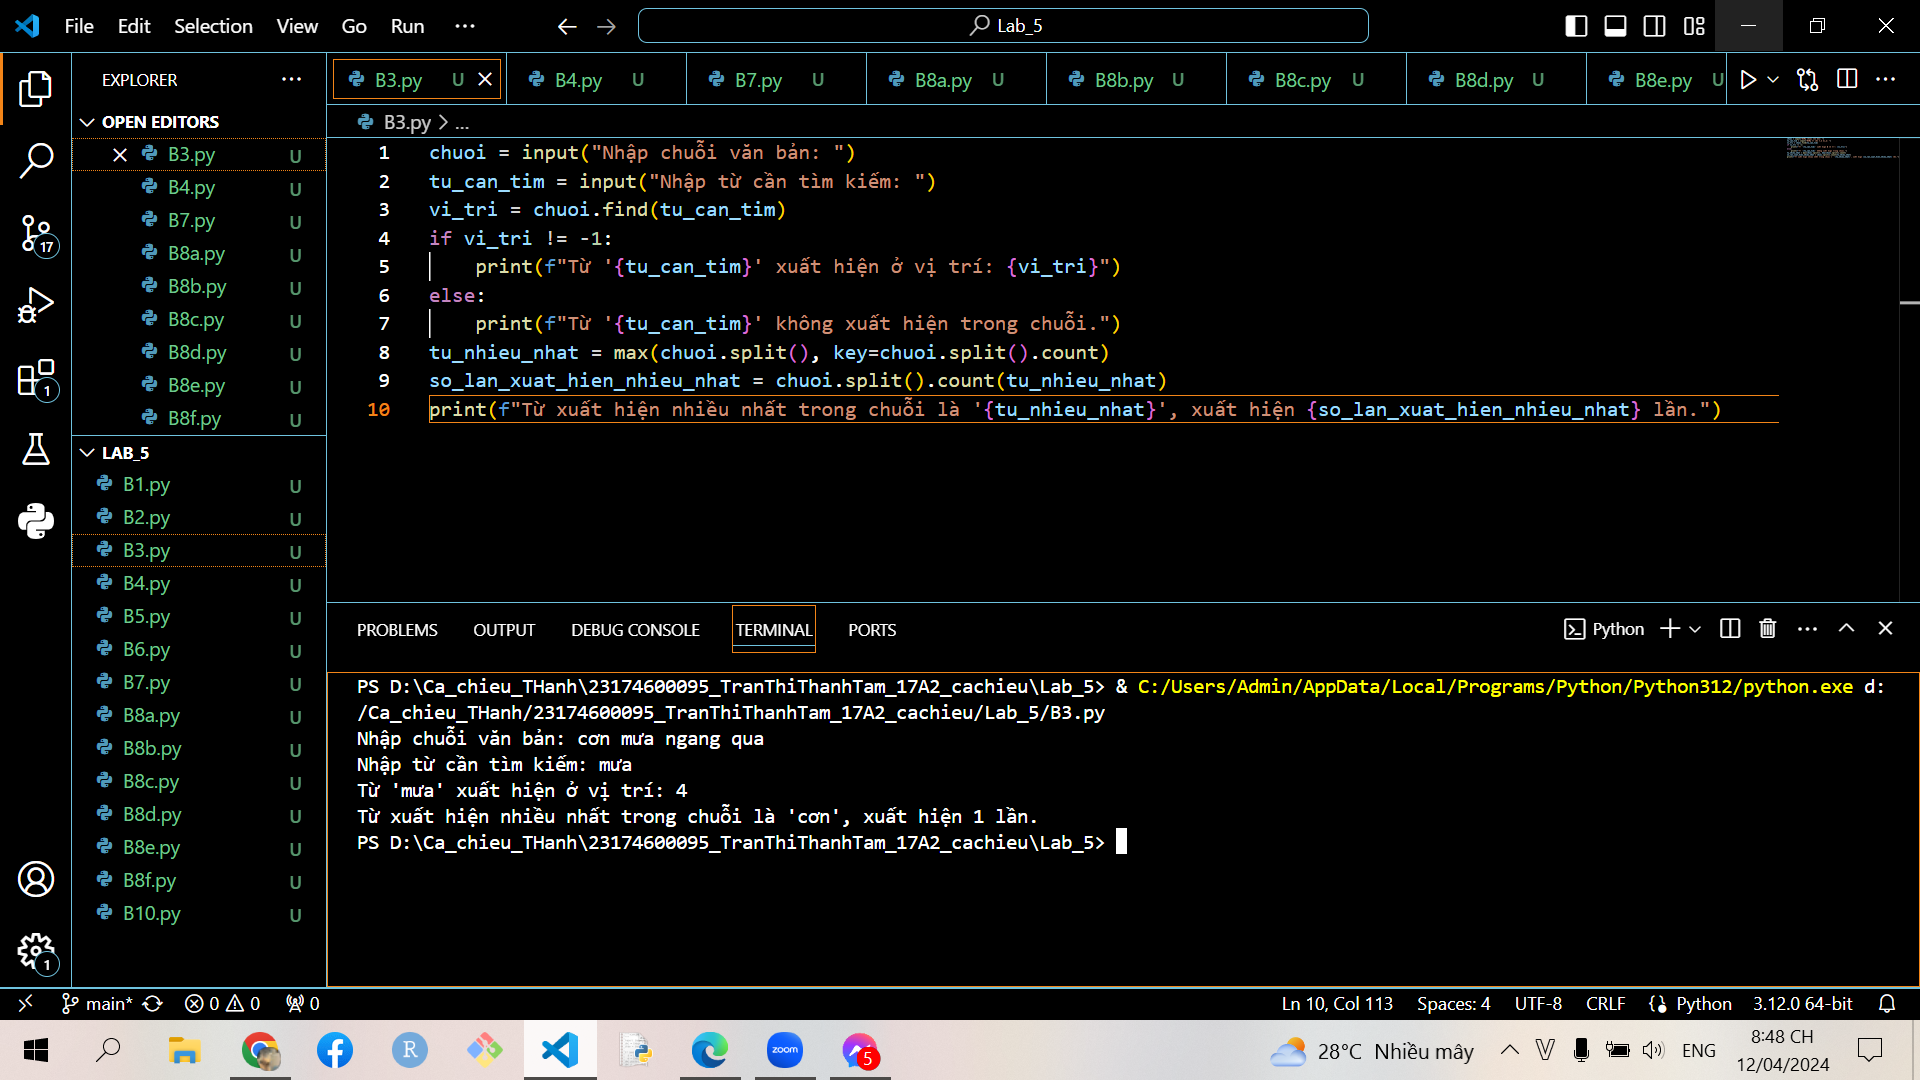 File Edit Selection View Go Run ···
Lab_5
EXPLORER
OPEN EDITORS
B3.py U
B4.py U
B7.py U
B8a.py U
B8b.py U
B8c.py U
B8d.py U
B8e.py U
B8f.py U
LAB_5
B1.py U
B2.py U
B3.py U
B4.py U
B5.py U
B6.py U
B7.py U
B8a.py U
B8b.py U
B8c.py U
B8d.py U
B8e.py U
B8f.py U
B10.py U
17
1
1
B3.py U B4.py U B7.py U B8a.py U B8b.py U B8c.py U B8d.py U B8e.py U
B3.py > ...
1 chuoi = input("Nhập chuỗi văn bản: ")
2 tu_can_tim = input("Nhập từ cần tìm kiếm: ")
3 vi_tri = chuoi.find(tu_can_tim)
4 if vi_tri != -1:
5     print(f"Từ '{tu_can_tim}' xuất hiện ở vị trí: {vi_tri}")
6 else:
7     print(f"Từ '{tu_can_tim}' không xuất hiện trong chuỗi.")
8 tu_nhieu_nhat = max(chuoi.split(), key=chuoi.split().count)
9 so_lan_xuat_hien_nhieu_nhat = chuoi.split().count(tu_nhieu_nhat)
10 print(f"Từ xuất hiện nhiều nhất trong chuỗi là '{tu_nhieu_nhat}', xuất hiện {so_lan_xuat_hien_nhieu_nhat} lần.")
PROBLEMS OUTPUT DEBUG CONSOLE TERMINAL PORTS
Python
PS D:\Ca_chieu_THanh\23174600095_TranThiThanhTam_17A2_cachieu\Lab_5> & C:/Users/Admin/AppData/Local/Programs/Python/Python312/python.exe d:
/Ca_chieu_THanh/23174600095_TranThiThanhTam_17A2_cachieu/Lab_5/B3.py
Nhập chuỗi văn bản: cơn mưa ngang qua
Nhập từ cần tìm kiếm: mưa
Từ 'mưa' xuất hiện ở vị trí: 4
Từ xuất hiện nhiều nhất trong chuỗi là 'cơn', xuất hiện 1 lần.
PS D:\Ca_chieu_THanh\23174600095_TranThiThanhTam_17A2_cachieu\Lab_5>
main* 0 0 0
Ln 10, Col 113 Spaces: 4 UTF-8 CRLF Python 3.12.0 64-bit
R
zoom
5
28°C Nhiều mây
ENG
8:48 CH
12/04/2024